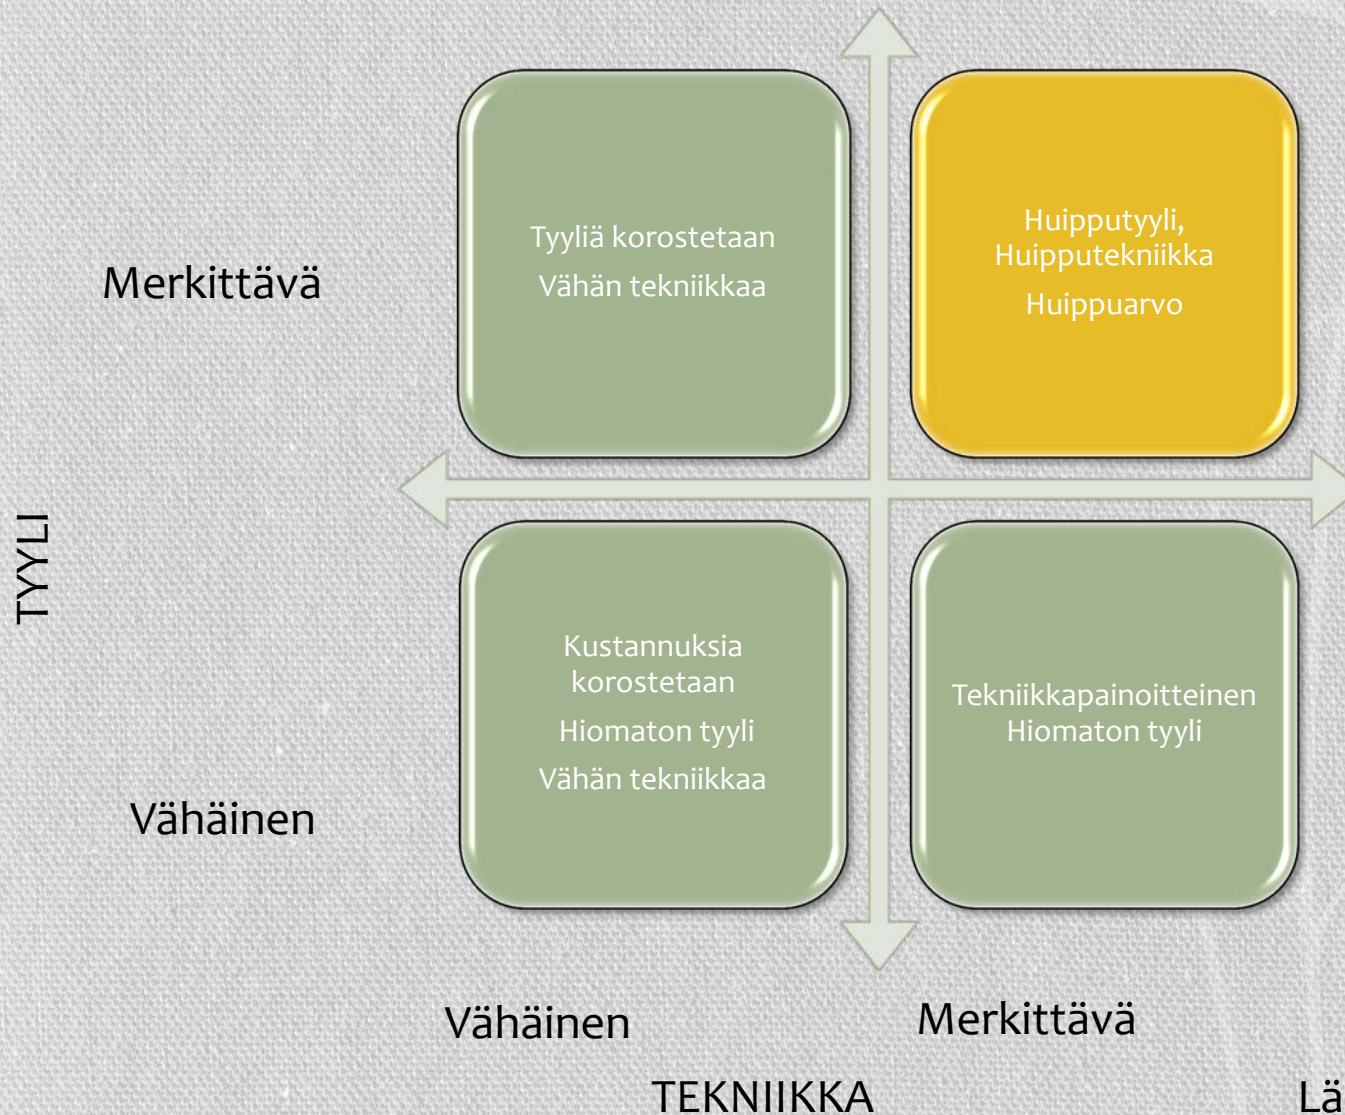 Tyyliä korostetaan
Vähän tekniikkaa
Huipputyyli,
Huiputekniikka
Huippuarvo
Merkittävä
TYYLI
Kustannuksia
korostetaan
Hiomaton tyyli
Vähän tekniikkaa
Tekniikkapainoitteinen
Hiomaton tyyli
Vähäinen
Vähäinen
Merkittävä
TEKNIIKKA
Lä